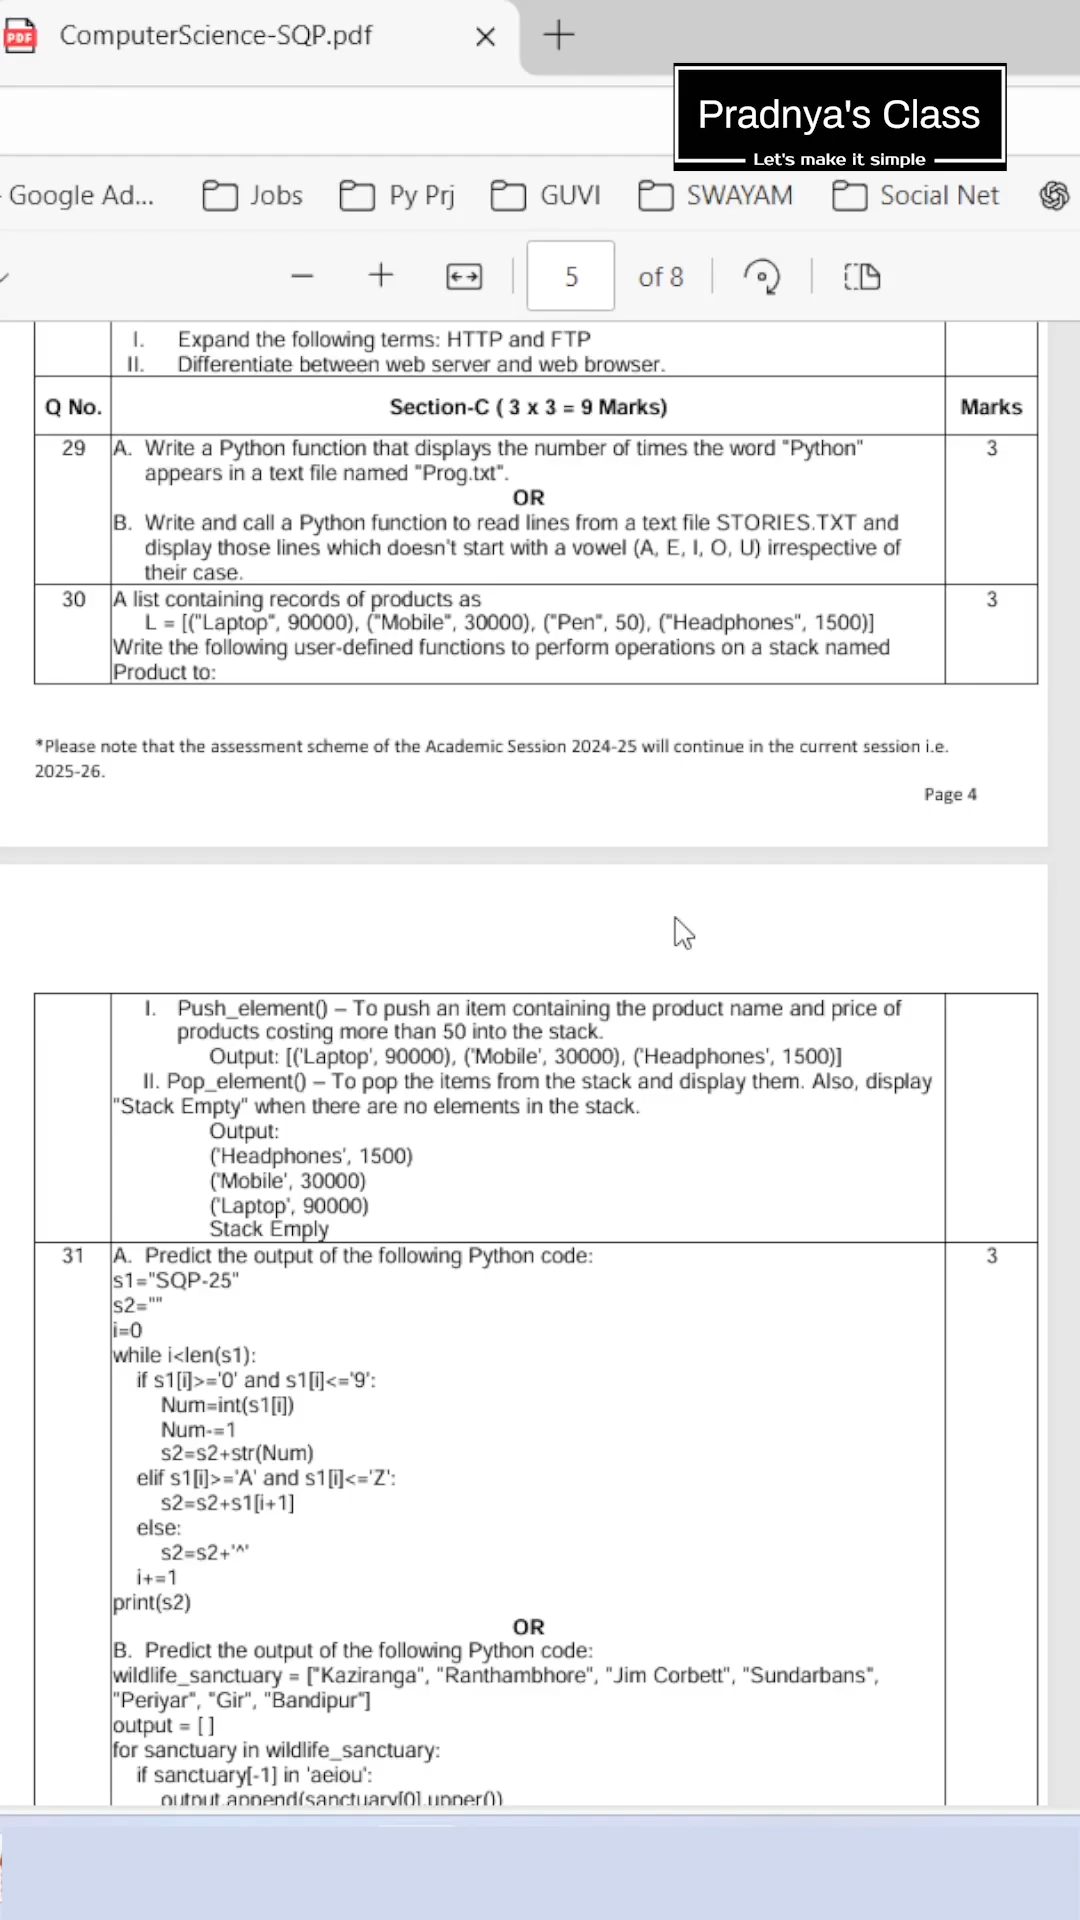 PDF ComputerScience-SQP.pdf
Pradnya's Class
Let's make it simple
Google Ad... Jobs Py Prj GUVI SWAYAM Social Net
5 of 8
I. Expand the following terms: HTTP and FTP
II. Differentiate between web server and web browser.
Q No. Section-C ( 3 x 3 = 9 Marks) Marks
29 A. Write a Python function that displays the number of times the word "Python" 3
appears in a text file named "Prog.txt".
OR
B. Write and call a Python function to read lines from a text file STORIES.TXT and
display those lines which doesn't start with a vowel (A, E, I, O, U) irrespective of
their case.
30 A list containing records of products as 3
L = [("Laptop", 90000), ("Mobile", 30000), ("Pen", 50), ("Headphones", 1500)]
Write the following user-defined functions to perform operations on a stack named
Product to:
*Please note that the assessment scheme of the Academic Session 2024-25 will continue in the current session i.e.
2025-26.
Page 4
I. Push_element() – To push an item containing the product name and price of
products costing more than 50 into the stack.
Output: [('Laptop', 90000), ('Mobile', 30000), ('Headphones', 1500)]
II. Pop_element() – To pop the items from the stack and display them. Also, display
"Stack Empty" when there are no elements in the stack.
Output:
('Headphones', 1500)
('Mobile', 30000)
('Laptop', 90000)
Stack Emply
31 A. Predict the output of the following Python code: 3
s1="SQP-25"
s2=""
i=0
while i<len(s1):
if s1[i]>='0' and s1[i]<='9':
Num=int(s1[i])
Num-=1
s2=s2+str(Num)
elif s1[i]>='A' and s1[i]<='Z':
s2=s2+s1[i+1]
else:
s2=s2+'^'
i+=1
print(s2)
OR
B. Predict the output of the following Python code:
wildlife_sanctuary = ["Kaziranga", "Ranthambhore", "Jim Corbett", "Sundarbans",
"Periyar", "Gir", "Bandipur"]
output = [ ]
for sanctuary in wildlife_sanctuary:
if sanctuary[-1] in 'aeiou':
output.append(sanctuary[0].upper())